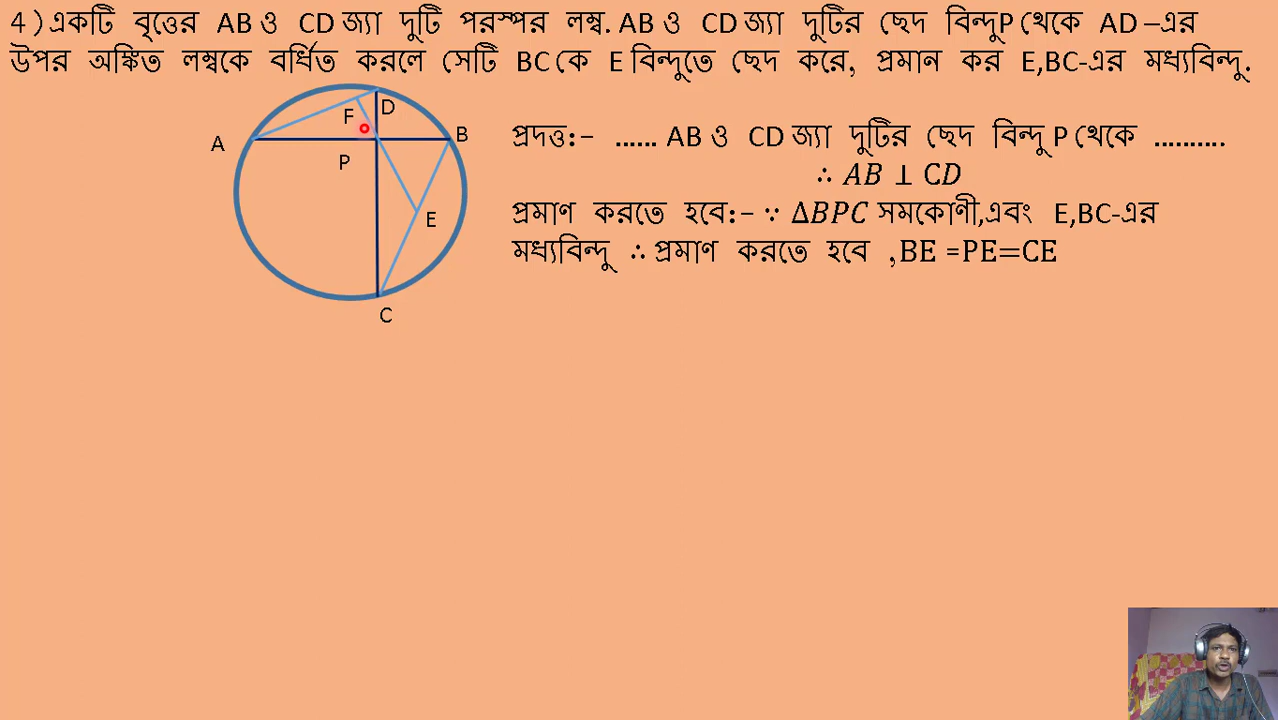 4)একটি বৃত্তের AB ও CD জ্যা দুটি পরস্পর লম্ব. AB ও CD জ্যা দুটির ছেদ বিন্দুP থেকে AD –এর
উপর অঙ্কিত লম্বকে বর্ধিত করলে সেটি BC কে E বিন্দুতে ছেদ করে, প্রমান কর E,BC-এর মধ্যবিন্দু.
D
F
A
B
P
E
C
প্রদত্ত:- ...... AB ও CD জ্যা দুটির ছেদ বিন্দু P থেকে ..........
∴ AB ⊥ CD
প্রমাণ করতে হবে:- ∵ ΔBPC সমকোণী,এবং E,BC-এর
মধ্যবিন্দু ∴ প্রমাণ করতে হবে ,BE =PE=CE